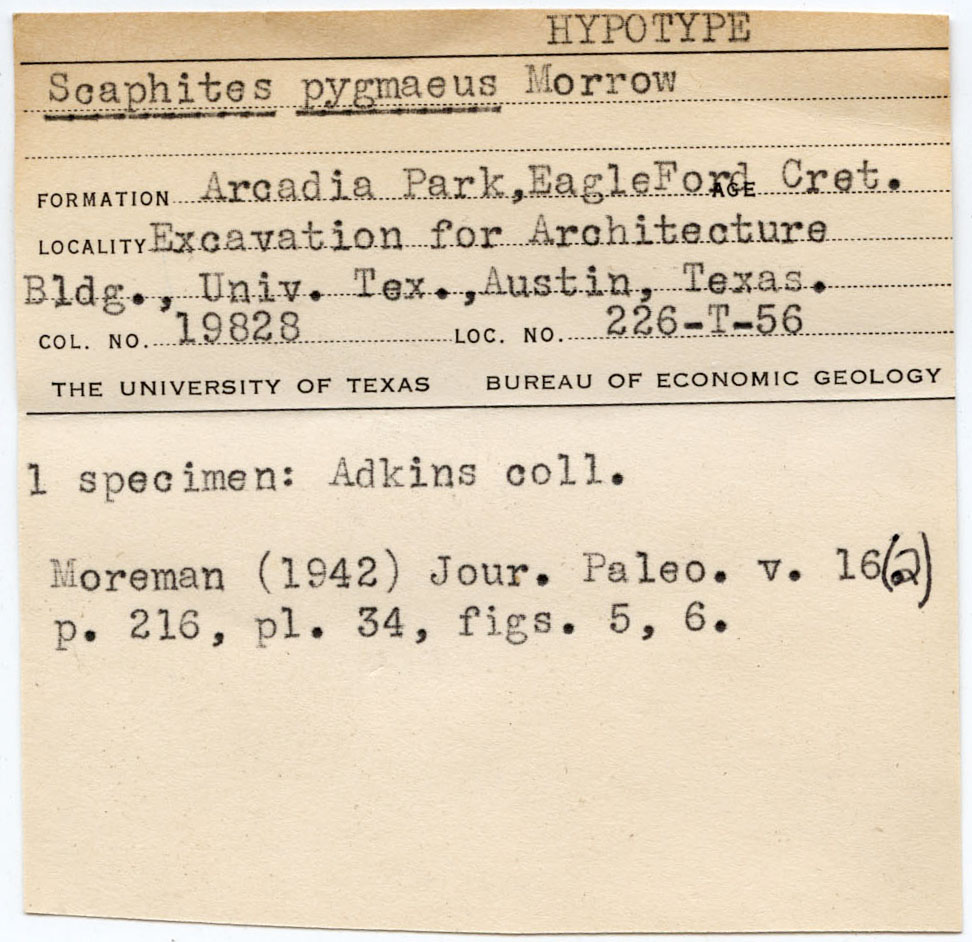 HYPOTYPE
Scaphites pygmaeus Morrow
FORMATION Arcadia Park,EagleFord AGE Cret.
LOCALITY Excavation for Architecture
Bldg., Univ. Tex.,Austin, Texas.
COL. NO. 19828 LOC. NO. 226-T-56
THE UNIVERSITY OF TEXAS BUREAU OF ECONOMIC GEOLOGY
1 specimen: Adkins coll.
Moreman (1942) Jour. Paleo. v. 16(2)
p. 216, pl. 34, figs. 5, 6.